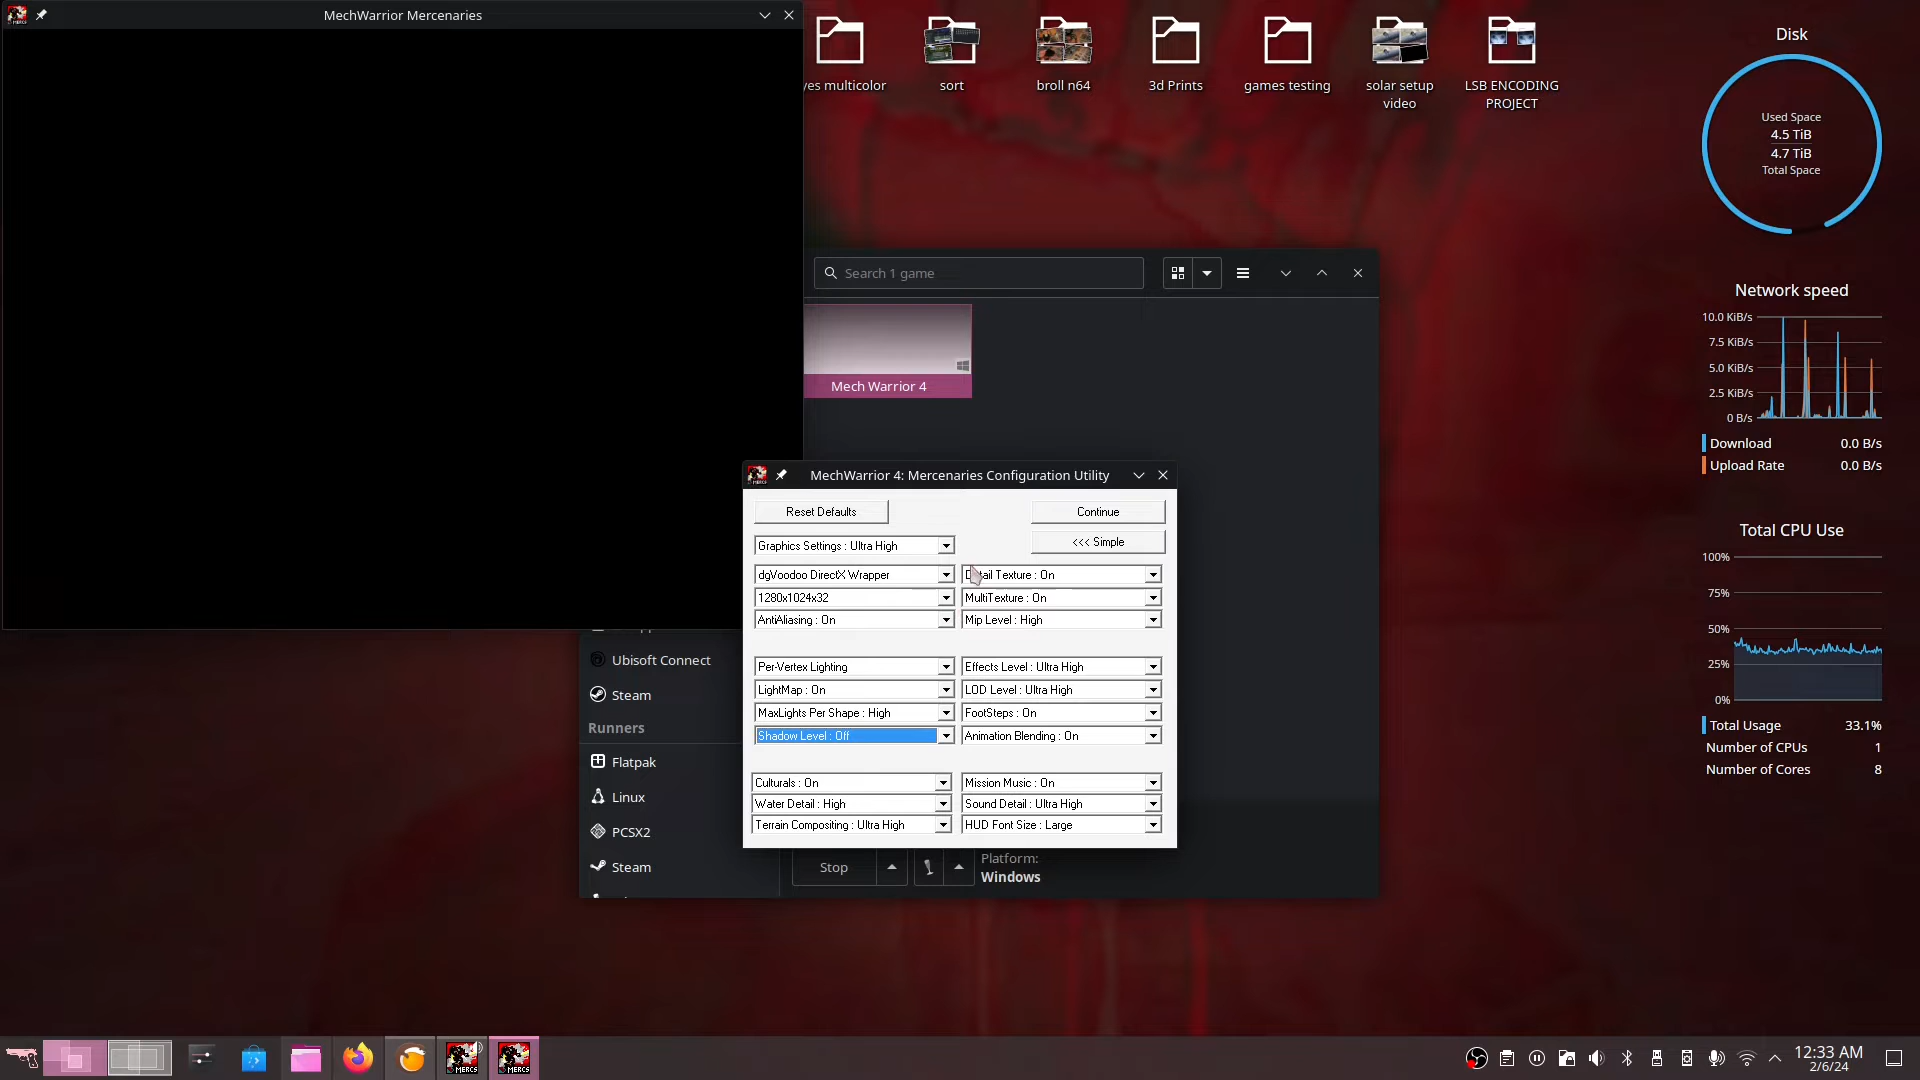 MechWarrior Mercenaries
yes multicolor
sort
broll n64
3d Prints
games testing
solar setup
video
LSB ENCODING
PROJECT
Disk
Used Space
4.5 TiB
4.7 TiB
Total Space
Search 1 game
Mech Warrior 4
Network speed
10.0 KiB/s
7.5 KiB/s
5.0 KiB/s
2.5 KiB/s
0 B/s
Download 0.0 B/s
Upload Rate 0.0 B/s
MechWarrior 4: Mercenaries Configuration Utility
Reset Defaults
Continue
Graphics Settings : Ultra High
<<< Simple
dgVoodoo DirectX Wrapper
1280x1024x32
AntiAliasing : On
Texture : On
MultiTexture : On
Mip Level : High
Per-Vertex Lighting
LightMap : On
MaxLights Per Shape : High
Shadow Level : Off
Effects Level : Ultra High
LOD Level : Ultra High
FootSteps : On
Animation Blending : On
Culturals : On
Water Detail : High
Terrain Compositing : Ultra High
Mission Music : On
Sound Detail : Ultra High
HUD Font Size : Large
Ubisoft Connect
Steam
Runners
Flatpak
Linux
PCSX2
Steam
Stop
Platform:
Windows
Total CPU Use
100%
75%
50%
25%
0%
Total Usage 33.1%
Number of CPUs 1
Number of Cores 8
MERCS
MERCS
12:33 AM
2/6/24